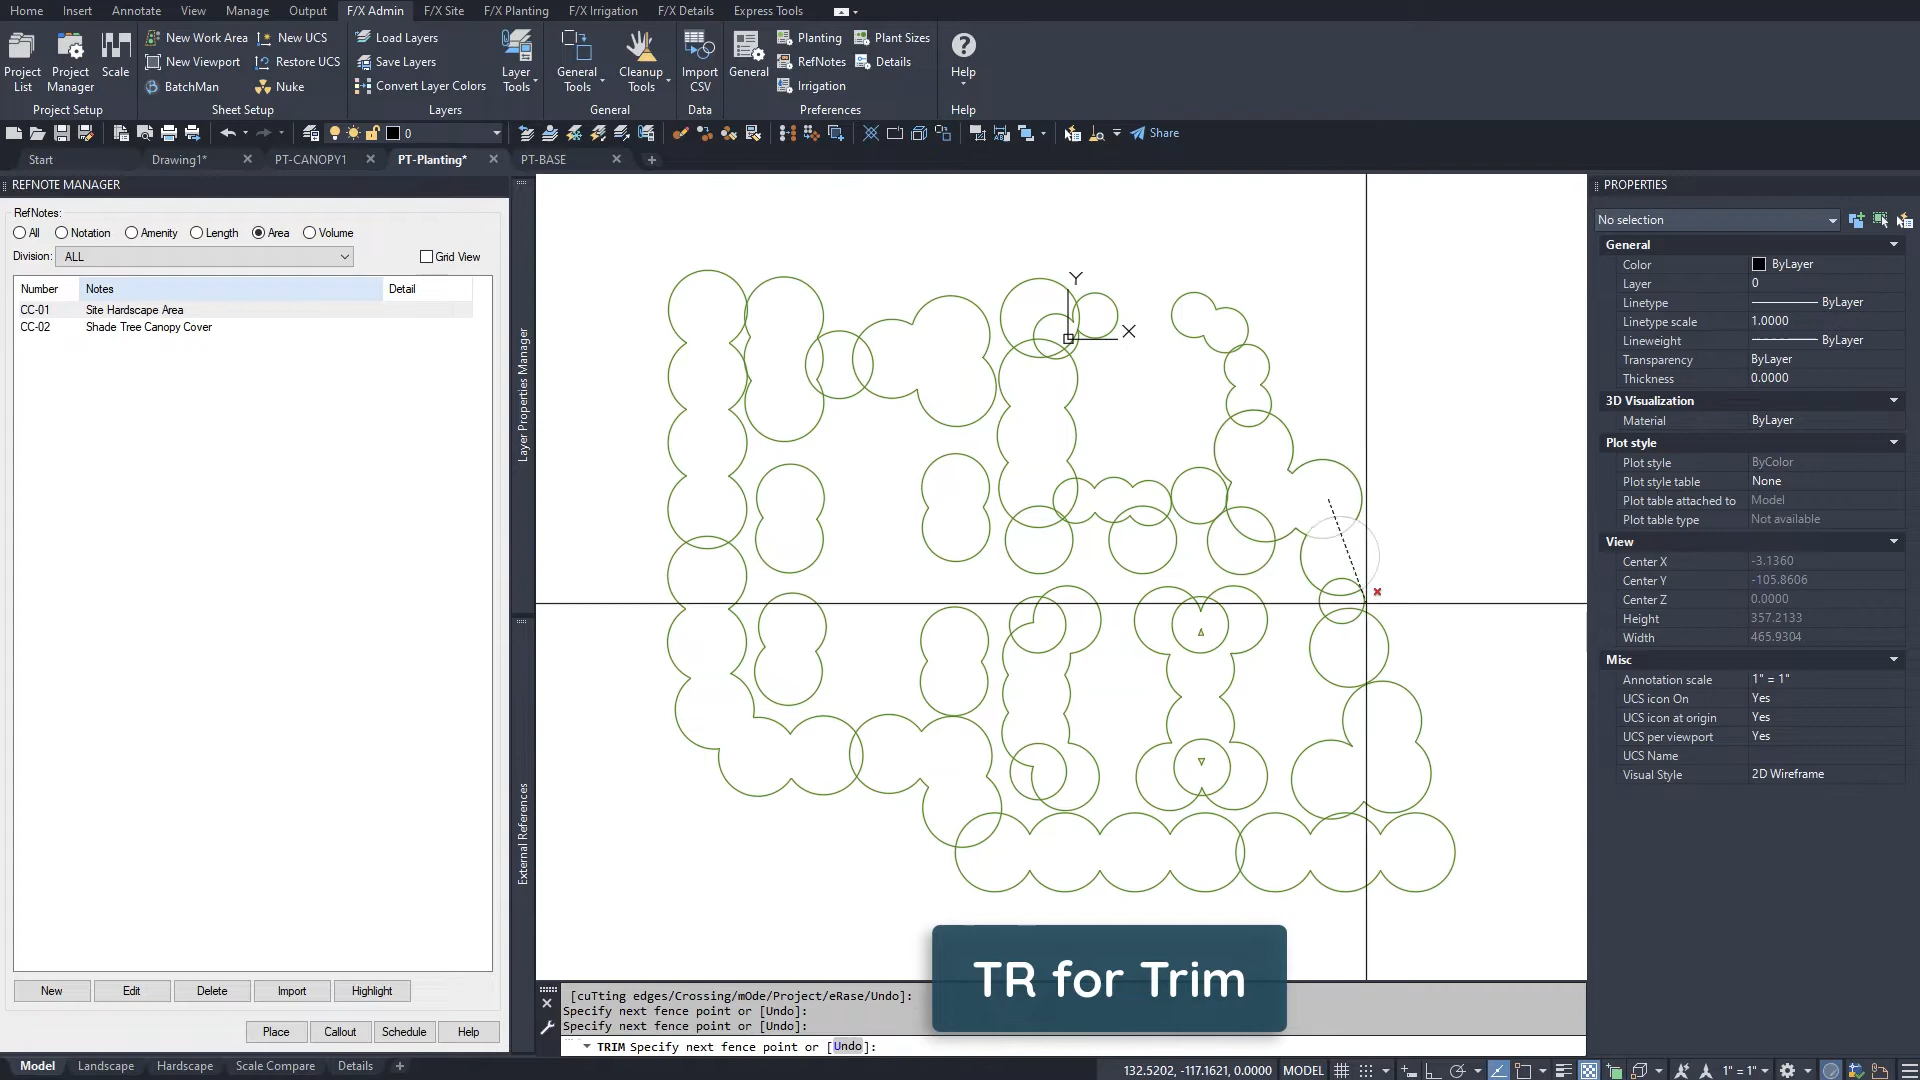 Home Insert Annotate View Manage Output F/X Admin F/X Site F/X Planting F/X Irrigation F/X Details Express Tools
Project List
Project Manager
Scale
Project Setup
New Work Area
New Viewport
BatchMan
New UCS
Restore UCS
Nuke
Sheet Setup
Load Layers
Save Layers
Convert Layer Colors
Layer Tools
Layers
General Tools
Cleanup Tools
General
Import CSV
Data
General
Planting
RefNotes
Irrigation
Plant Sizes
Details
Preferences
Help
Help
0
Share
Start
Drawing1*
PT-CANOPY1
PT-Planting*
PT-BASE
REFNOTE MANAGER
RefNotes:
All Notation Amenity Length Area Volume
Division: ALL
Grid View
Number Notes Detail
CC-01 Site Hardscape Area
CC-02 Shade Tree Canopy Cover
New Edit Delete Import Highlight
Place Callout Schedule Help
Layer Properties Manager
External References
Y
X
TR for Trim
[cuTting edges/Crossing/mOde/Project/eRase/Undo]:
Specify next fence point or [Undo]:
Specify next fence point or [Undo]:
TRIM Specify next fence point or [Undo]:
PROPERTIES
No selection
General
Color ByLayer
Layer 0
Linetype ByLayer
Linetype scale 1.0000
Lineweight ByLayer
Transparency ByLayer
Thickness 0.0000
3D Visualization
Material ByLayer
Plot style
Plot style ByColor
Plot style table None
Plot table attached to Model
Plot table type Not available
View
Center X -3.1360
Center Y -105.8606
Center Z 0.0000
Height 357.2133
Width 465.9304
Misc
Annotation scale 1" = 1"
UCS icon On Yes
UCS icon at origin Yes
UCS per viewport Yes
UCS Name
Visual Style 2D Wireframe
Model Landscape Hardscape Scale Compare Details
132.5202, -117.1621, 0.0000 MODEL
1" = 1"